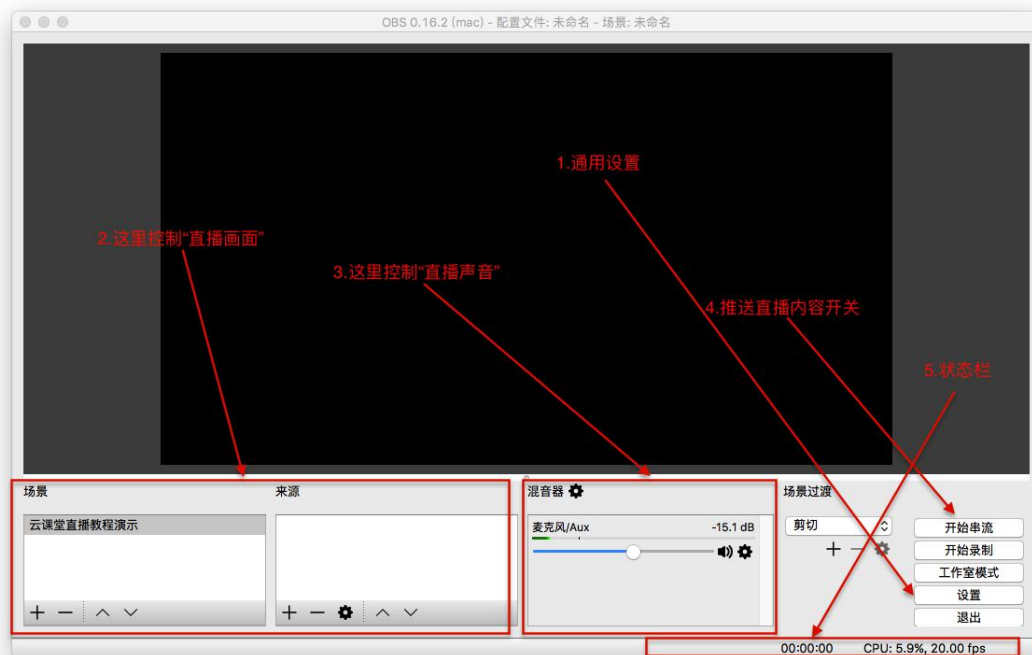 OBS 0.16.2 (mac) - 配置文件: 未命名 - 场景: 未命名
1.通用设置
2.这里控制“直播画面”
3.这里控制“直播声音”
4.推送直播内容开关
5.状态栏
场景
来源
混音器
场景过渡
云课堂直播教程演示
麦克风/Aux
-15.1 dB
剪切
开始串流
开始录制
工作室模式
设置
退出
00:00:00
CPU: 5.9%, 20.00 fps